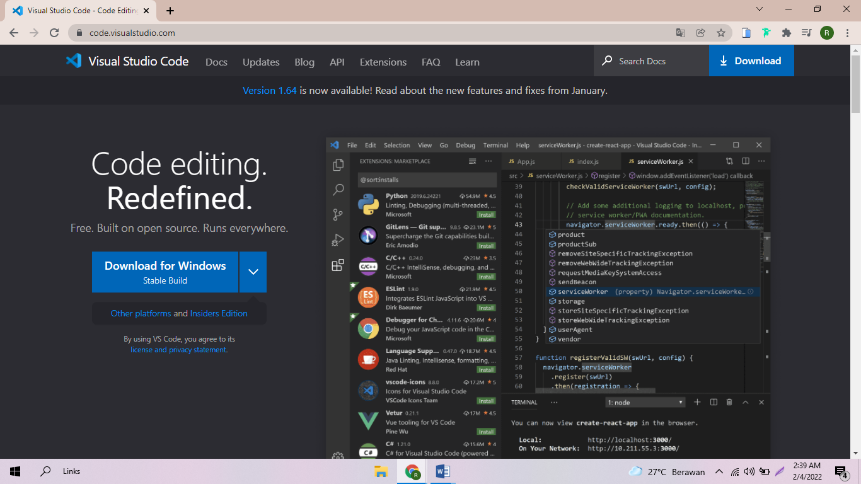 Visual Studio Code - Code Editing
code.visualstudio.com
R
Visual Studio Code
Docs
Updates
Blog
API
Extensions
FAQ
Learn
Search Docs
Download
Version 1.64 is now available! Read about the new features and fixes from January.
Code editing.
Redefined.
Free. Built on open source. Runs everywhere.
Download for Windows
Stable Build
Other platforms and Insiders Edition
By using VS Code, you agree to its
license and privacy statement.
File Edit Selection View Go Debug Terminal Help serviceWorker.js - create-react-app - Visual Studio Code - In...
EXTENSIONS: MARKETPLACE
@sortinstalls
Python 2019.6.24221 54.9M 4.5
Linting, Debugging (multi-threaded, ...
Microsoft Install
GitLens — Git sup... 9.8.5 23.1M 5
Supercharge the Git capabilities buil...
Eric Amodio Install
C/C++ 0.24.0 23M 3.5
C/C++ IntelliSense, debugging, and ...
Microsoft Install
ESLint 1.9.0 21.9M 4.5
Integrates ESLint JavaScript into VS ...
Dirk Baeumer Install
Debugger for Ch... 4.11.6 20.6M 4
Debug your JavaScript code in the C...
Microsoft Install
Language Supp... 0.47.0 18.7M 4.5
Java Linting, Intellisense, formatting, ...
Red Hat Install
vscode-icons 8.8.0 17.2M 5
Icons for Visual Studio Code
VSCode Icons Team Install
Vetur 0.21.1 17M 4.5
Vue tooling for VS Code
Pine Wu Install
C# 1.21.0 15.6M 4
C# for Visual Studio Code (powered ...
JS App.js
JS index.js
JS serviceWorker.js
src > JS serviceWorker.js > register > window.addEventListener('load') callback
39 checkValidServiceWorker(swUrl, config);
40
41 // Add some additional logging to localhost, p
42 // service worker/PWA documentation.
43 navigator.serviceWorker.ready.then(() => {
44 product
45 productSub
46 removeSiteSpecificTrackingException
47 removeWebWideTrackingException
48 requestMediaKeySystemAccess
49 sendBeacon
50 serviceWorker (property) Navigator.serviceWorke...
51 storage
52 storeSiteSpecificTrackingException
53 storeWebWideTrackingException
54 ] userAgent
55 } vendor
56
57 function registerValidSW(swUrl, config) {
58 navigator.serviceWorker
59 .register(swUrl)
60 .then(registration => {
TERMINAL ... 1: node
You can now view create-react-app in the browser.
Local: http://localhost:3000/
On Your Network: http://10.211.55.3:3000/
Links
27°C Berawan
2:39 AM
2/4/2022
4